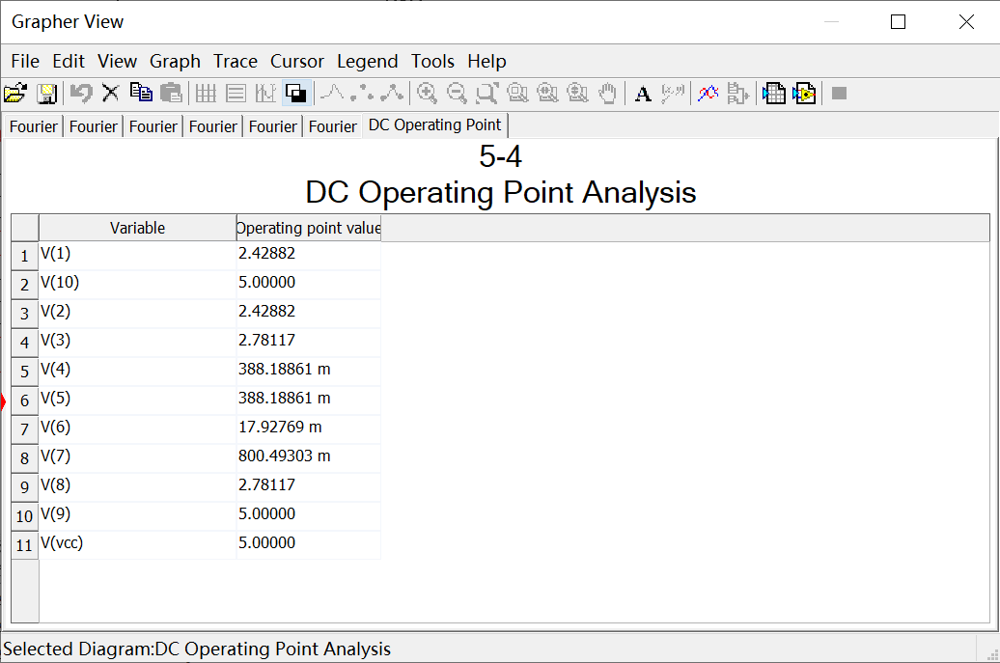 Grapher View
File Edit View Graph Trace Cursor Legend Tools Help
A
Fourier Fourier Fourier Fourier Fourier Fourier DC Operating Point
5-4
DC Operating Point Analysis
Variable Operating point value
1 V(1) 2.42882
2 V(10) 5.00000
3 V(2) 2.42882
4 V(3) 2.78117
5 V(4) 388.18861 m
6 V(5) 388.18861 m
7 V(6) 17.92769 m
8 V(7) 800.49303 m
9 V(8) 2.78117
10 V(9) 5.00000
11 V(vcc) 5.00000
Selected Diagram:DC Operating Point Analysis